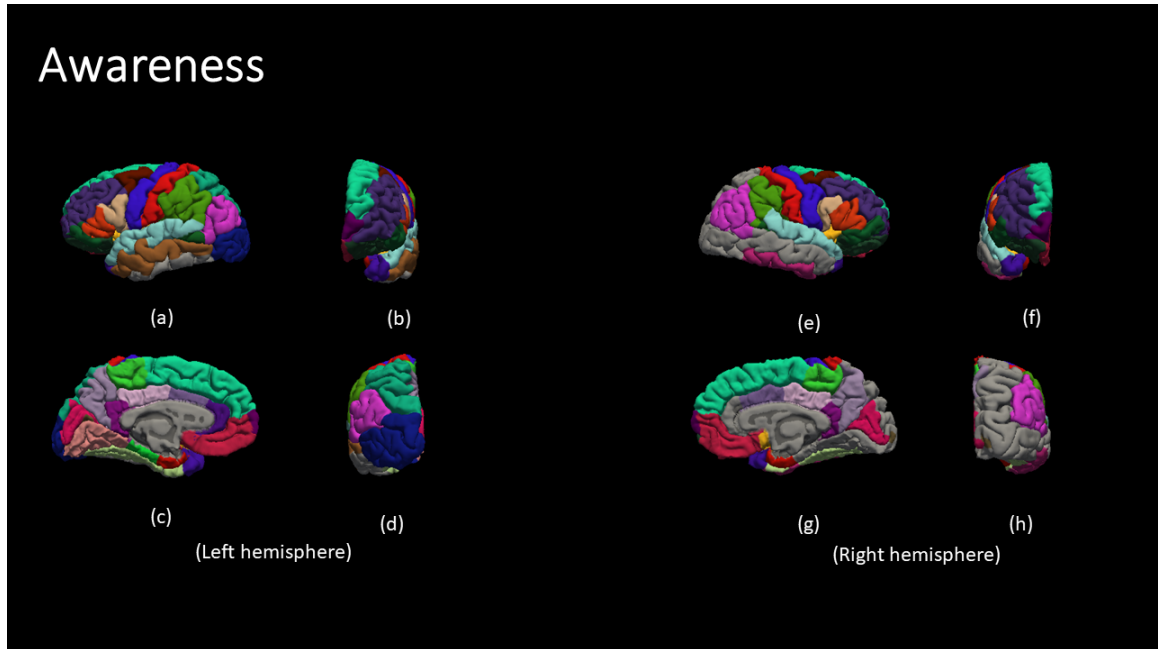 Awareness
(a)
(b)
(e)
(f)
(c)
(d)
(g)
(h)
(Left hemisphere)
(Right hemisphere)